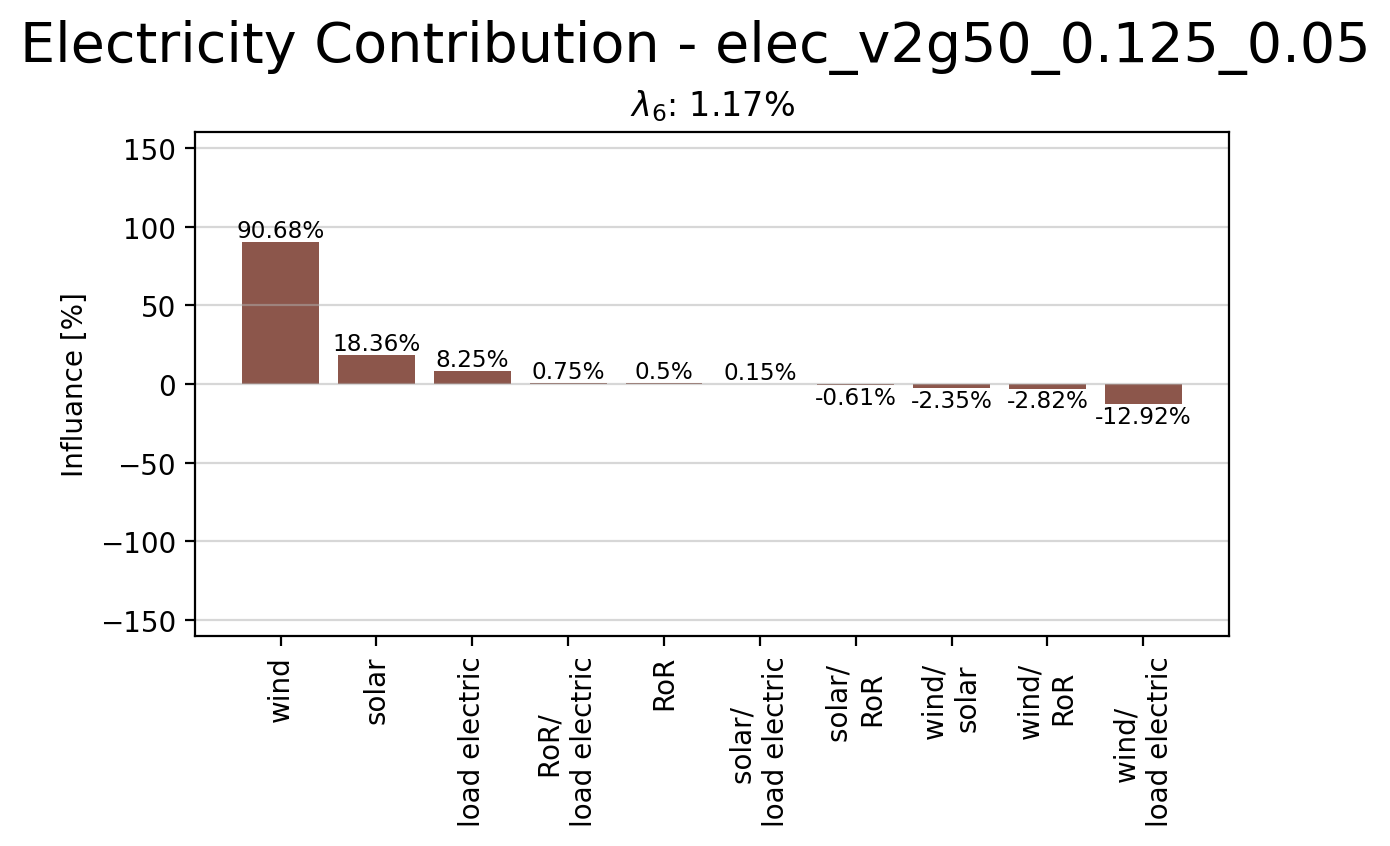 Electricity Contribution - elec_v2g50_0.125_0.05
λ₆: 1.17%
Influance [%]
150
100
50
0
−50
−100
−150
90.68%
18.36%
8.25%
0.75%
0.5%
0.15%
-0.61%
-2.35%
-2.82%
-12.92%
wind
solar
load electric
RoR/
load electric
RoR
solar/
load electric
solar/
RoR
wind/
solar
wind/
RoR
wind/
load electric